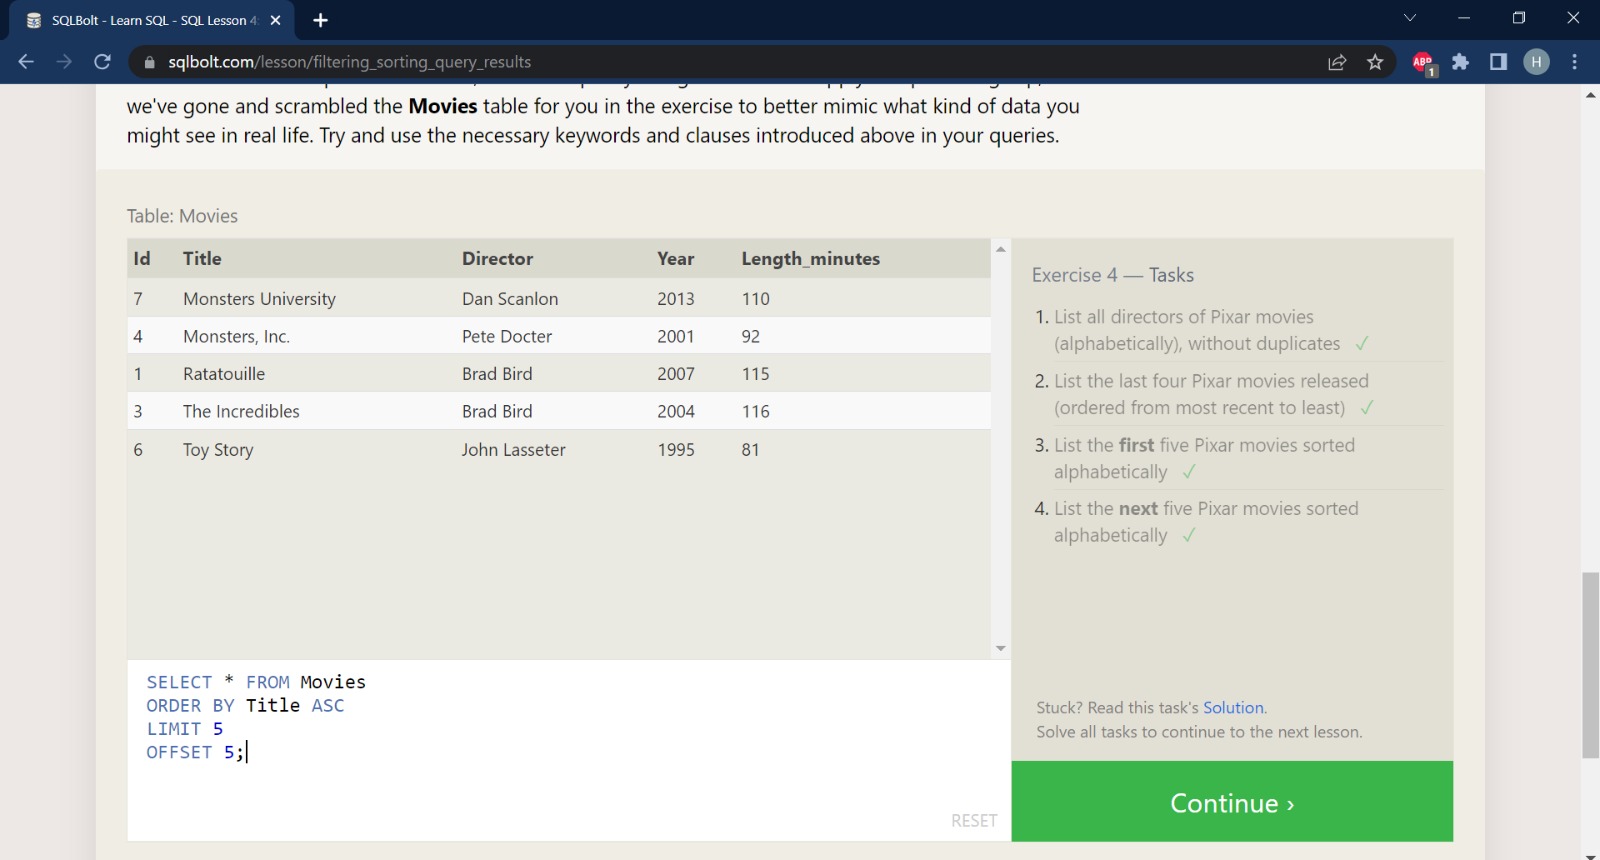 SQLBolt - Learn SQL - SQL Lesson 4:
sqlbolt.com/lesson/filtering_sorting_query_results
ABP
1
H
we've gone and scrambled the Movies table for you in the exercise to better mimic what kind of data you
might see in real life. Try and use the necessary keywords and clauses introduced above in your queries.
Table: Movies
Id Title Director Year Length_minutes
7 Monsters University Dan Scanlon 2013 110
4 Monsters, Inc. Pete Docter 2001 92
1 Ratatouille Brad Bird 2007 115
3 The Incredibles Brad Bird 2004 116
6 Toy Story John Lasseter 1995 81
SELECT * FROM Movies
ORDER BY Title ASC
LIMIT 5
OFFSET 5;
RESET
Exercise 4 — Tasks
1. List all directors of Pixar movies
(alphabetically), without duplicates ✓
2. List the last four Pixar movies released
(ordered from most recent to least) ✓
3. List the first five Pixar movies sorted
alphabetically ✓
4. List the next five Pixar movies sorted
alphabetically ✓
Stuck? Read this task's Solution.
Solve all tasks to continue to the next lesson.
Continue ›